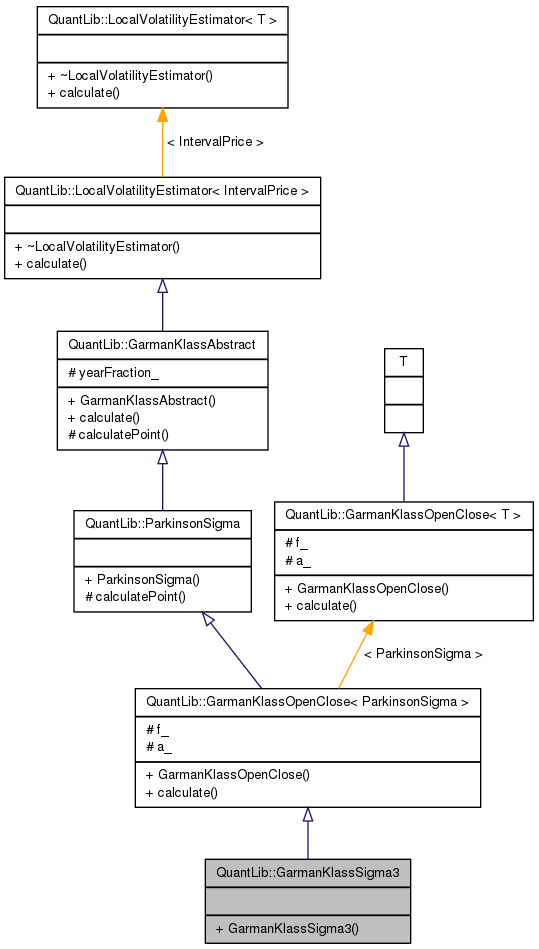 QuantLib::LocalVolatilityEstimator< T >
+ ~LocalVolatilityEstimator()
+ calculate()
< IntervalPrice >
QuantLib::LocalVolatilityEstimator< IntervalPrice >
+ ~LocalVolatilityEstimator()
+ calculate()
QuantLib::GarmanKlassAbstract
# yearFraction_
+ GarmanKlassAbstract()
+ calculate()
# calculatePoint()
T
QuantLib::ParkinsonSigma
+ ParkinsonSigma()
# calculatePoint()
QuantLib::GarmanKlassOpenClose< T >
# f_
# a_
+ GarmanKlassOpenClose()
+ calculate()
< ParkinsonSigma >
QuantLib::GarmanKlassOpenClose< ParkinsonSigma >
# f_
# a_
+ GarmanKlassOpenClose()
+ calculate()
QuantLib::GarmanKlassSigma3
+ GarmanKlassSigma3()